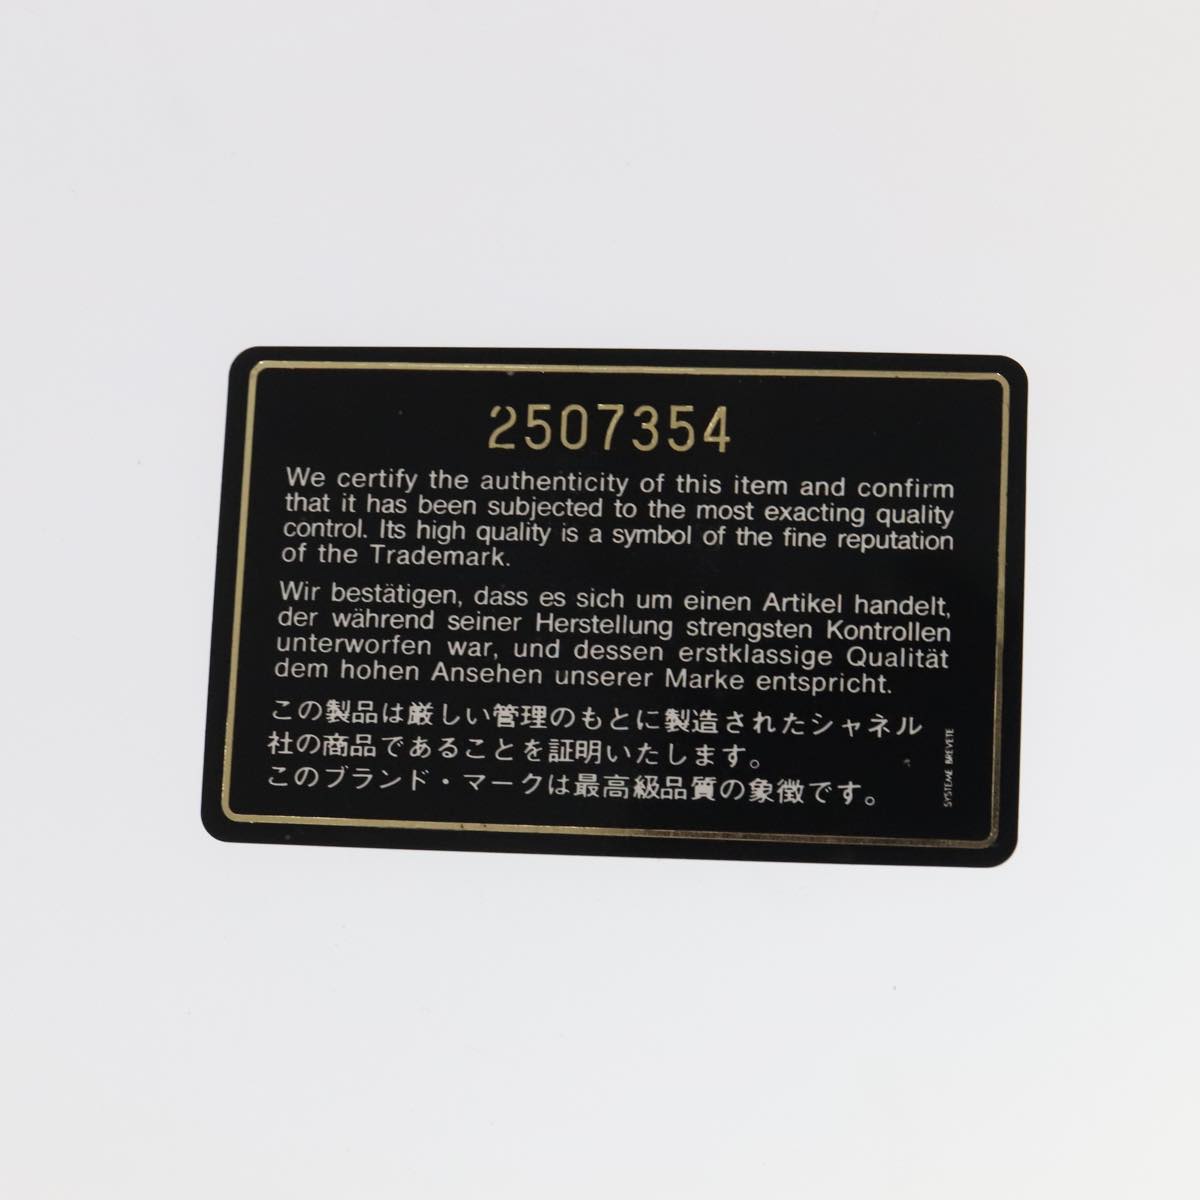 2507354
We certify the authenticity of this item and confirm
that it has been subjected to the most exacting quality
control. Its high quality is a symbol of the fine reputation
of the Trademark.
Wir bestätigen, dass es sich um einen Artikel handelt,
der während seiner Herstellung strengsten Kontrollen
unterworfen war, und dessen erstklassige Qualität
dem hohen Ansehen unserer Marke entspricht.
この製品は厳しい管理のもとに製造されたシャネル
社の商品であることを証明いたします。
このブランド・マークは最高級品質の象徴です。
SYSTEME BREVETE